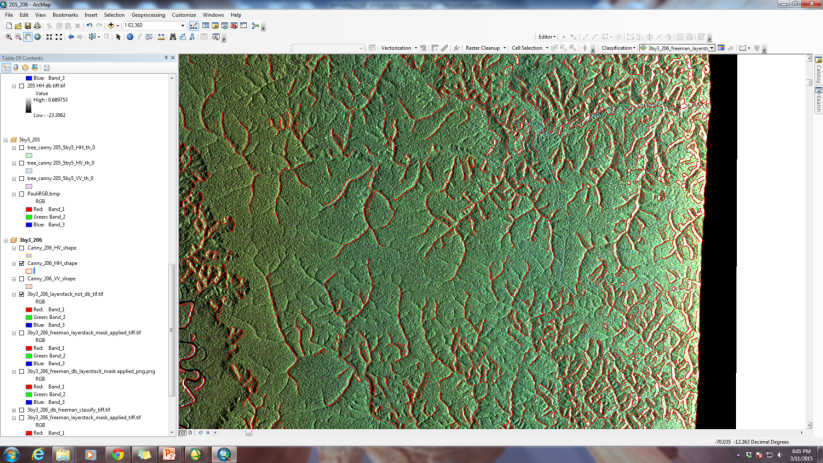 205_206 - ArcMap
File Edit View Bookmarks Insert Selection Geoprocessing Customize Windows Help
1:63,360
Editor
Vectorization Raster Cleanup Cell Selection Classification 3by3_206_freeman_layersta
Table Of Contents
Catalog
Search
Blue: Band_3
205 HH db tiff.tif
Value
High : 0.689753
Low : -23.3062
5by5_205
tree_canny 205_5by5_HH_th_0
tree_canny 205_5by5_HV_th_0
tree_canny 205_5by5_VV_th_0
PauliRGB.bmp
RGB
Red: Band_1
Green: Band_2
Blue: Band_3
3by3_206
Canny_206_HV_shape
Canny_206_HH_shape
Canny_206_VV_shape
3by3_206_layerstack_not_db_tif.tif
RGB
Red: Band_1
Green: Band_2
Blue: Band_3
3by3_206_freeman_layerstack_mask_applied_tiff.tif
RGB
Red: Band_1
Green: Band_2
Blue: Band_3
3by3_206_freeman_db_layerstack_mask applied_png.png
RGB
Red: Band_1
Green: Band_2
Blue: Band_3
3by3_206_db_freeman_classify_tiff.tif
3by3_206_freeman_layerstack_mask_applied_tiff.tif
RGB
Red: Band_1
-70.035 -12.363 Decimal Degrees
6:01 PM
3/11/2015